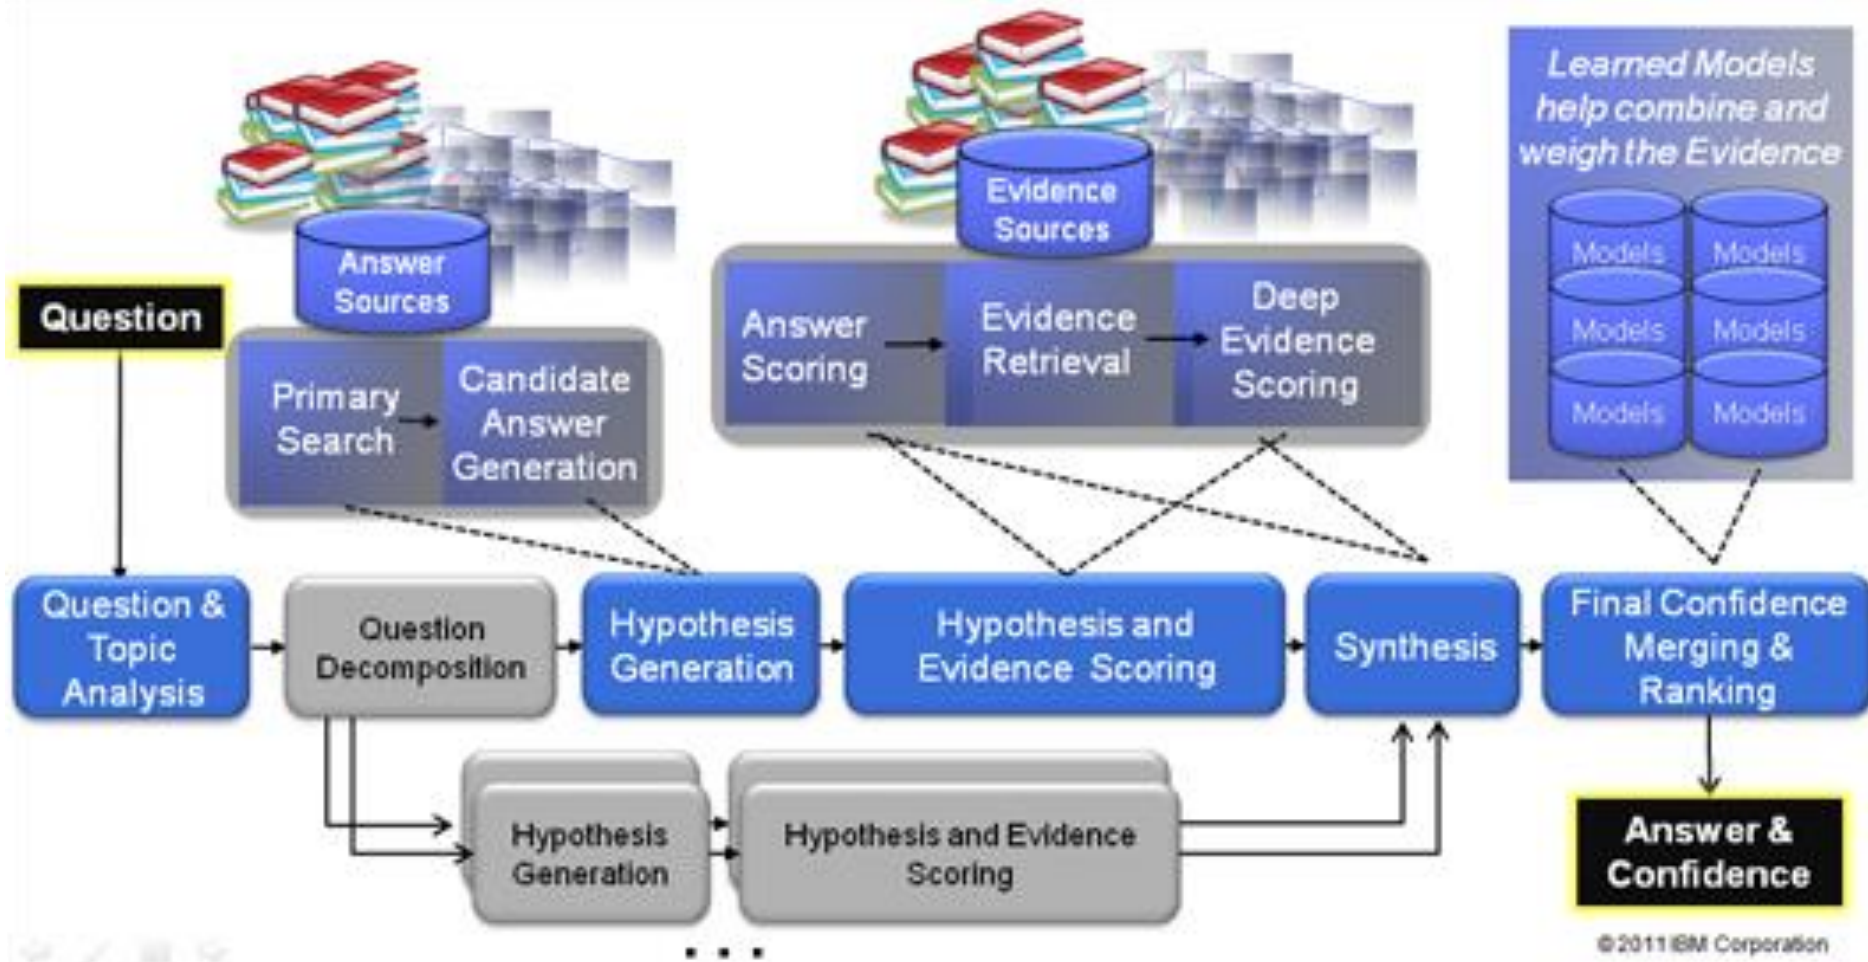 Learned Models
help combine and
weigh the Evidence
Models
Models
Models
Models
Models
Models
Evidence
Sources
Answer
Sources
Question
Primary
Search
Candidate
Answer
Generation
Answer
Scoring
Evidence
Retrieval
Deep
Evidence
Scoring
Question &
Topic
Analysis
Question
Decomposition
Hypothesis
Generation
Hypothesis and
Evidence Scoring
Synthesis
Final Confidence
Merging &
Ranking
Hypothesis
Generation
Hypothesis and Evidence
Scoring
. . .
Answer &
Confidence
©2011 IBM Corporation